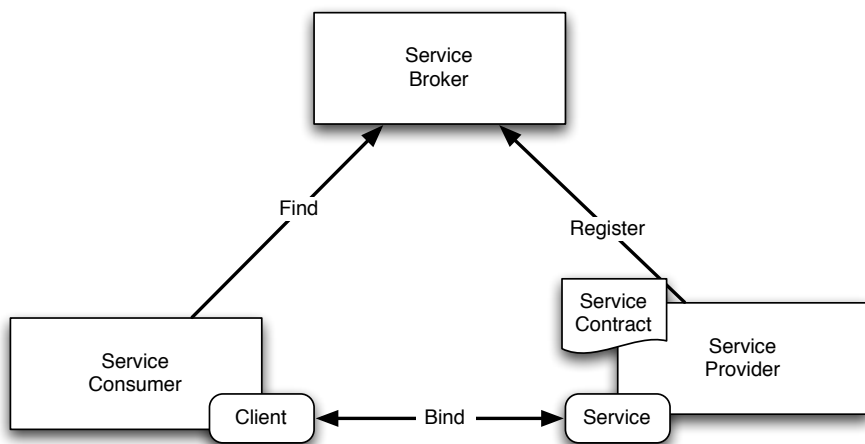 Service
Broker
Find
Register
Service
Contract
Service
Consumer
Service
Provider
Client
Bind
Service